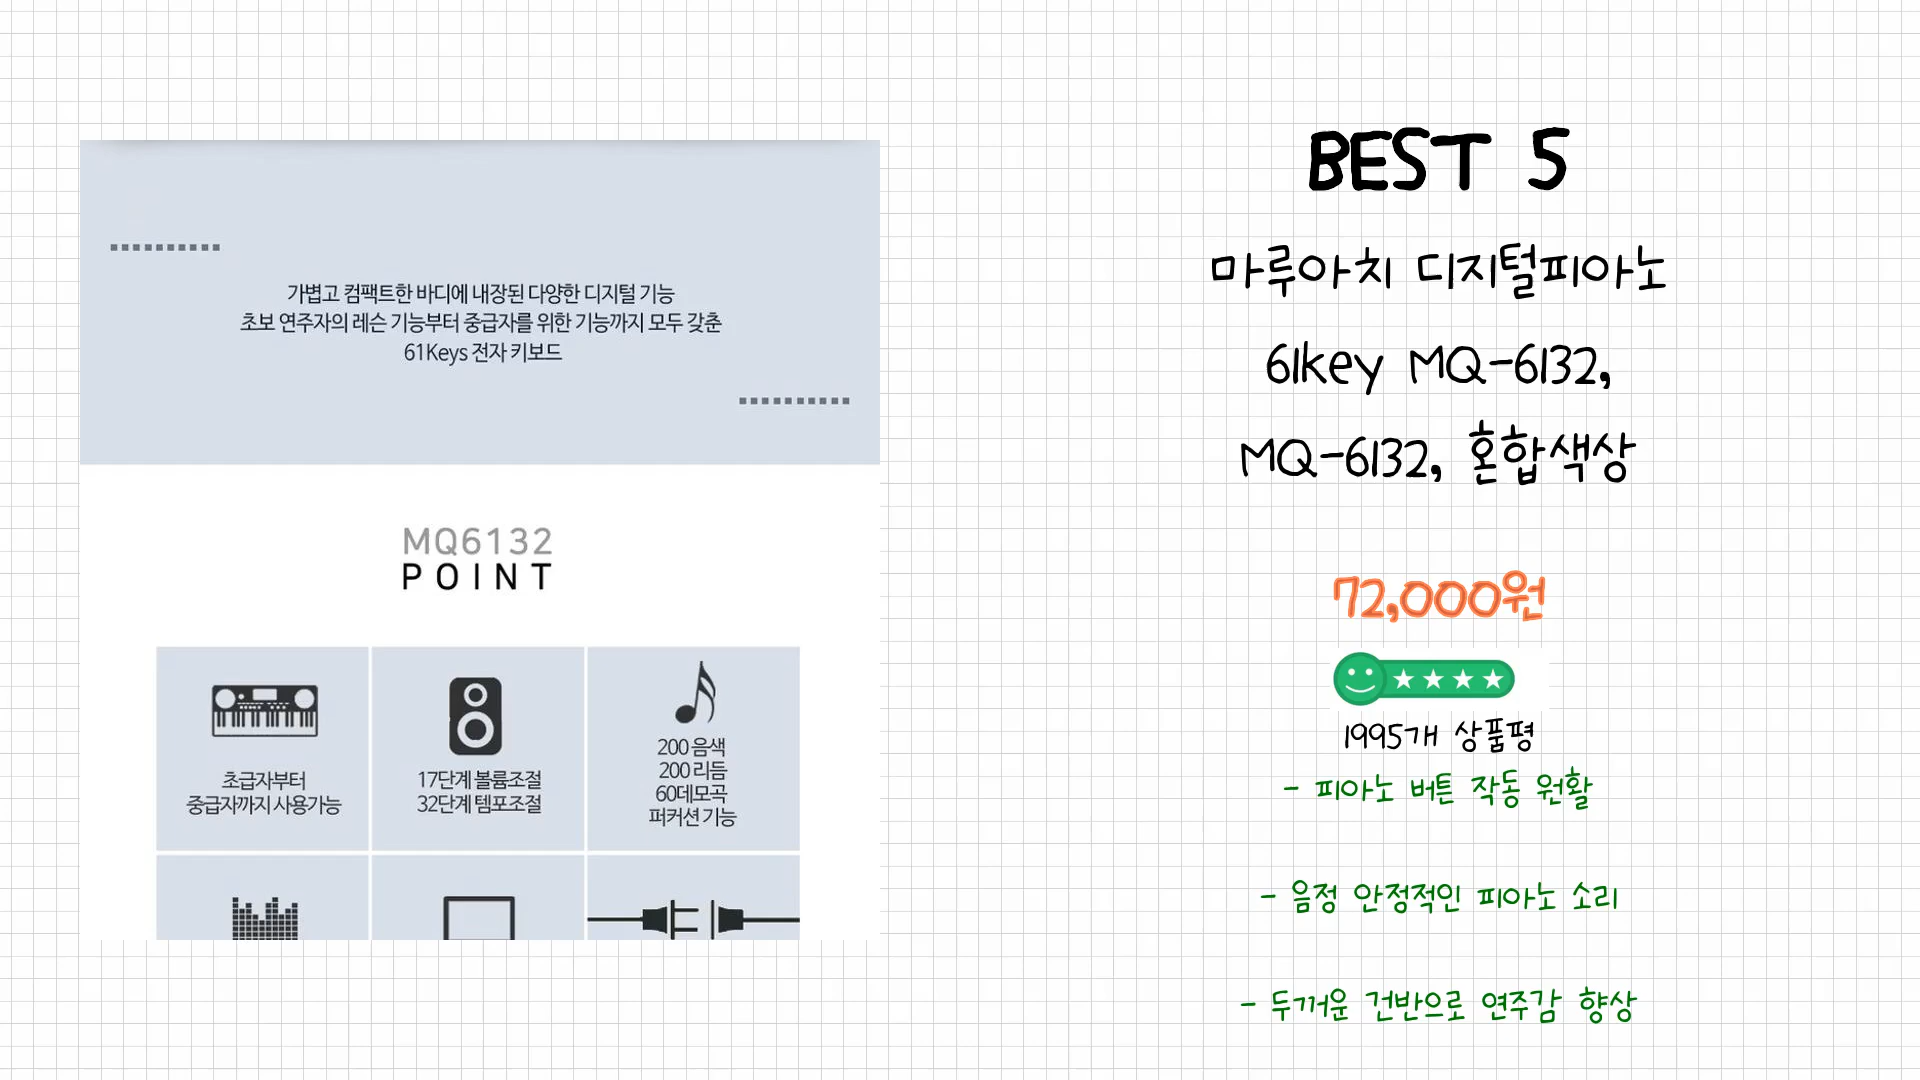 가볍고 컴팩트한 바디에 내장된 다양한 디지털 기능
초보 연주자의 레슨 기능부터 중급자를 위한 기능까지 모두 갖춘
61Keys 전자 키보드
MQ6132
POINT
초급자부터
중급자까지 사용가능
17단계 볼륨조절
32단계 템포조절
200 음색
200 리듬
60데모곡
퍼커션 기능
BEST 5
마루아치 디지털피아노
61key MQ-6132,
MQ-6132, 혼합색상
72,000원
1995개 상품평
- 피아노 버튼 작동 원활
- 음정 안정적인 피아노 소리
- 두꺼운 건반으로 연주감 향상